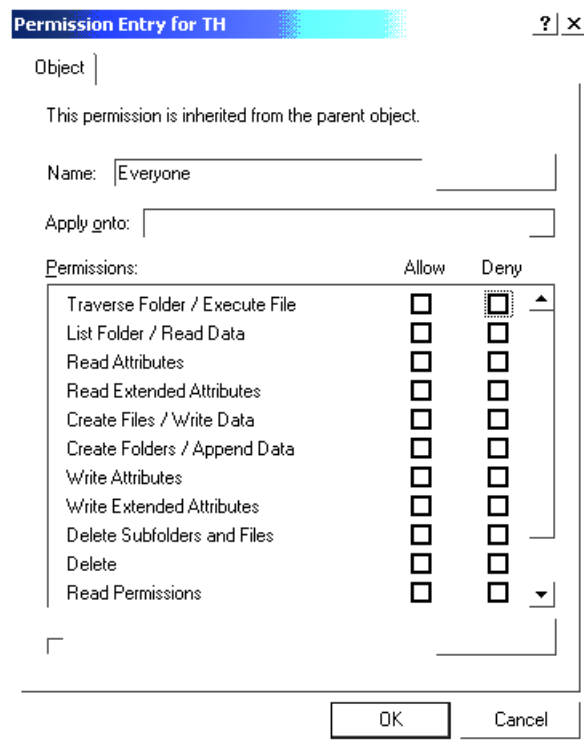 Permission Entry for TH
Object
This permission is inherited from the parent object.
Name: Everyone
Apply onto:
Permissions: Allow Deny
Traverse Folder / Execute File
List Folder / Read Data
Read Attributes
Read Extended Attributes
Create Files / Write Data
Create Folders / Append Data
Write Attributes
Write Extended Attributes
Delete Subfolders and Files
Delete
Read Permissions
OK Cancel